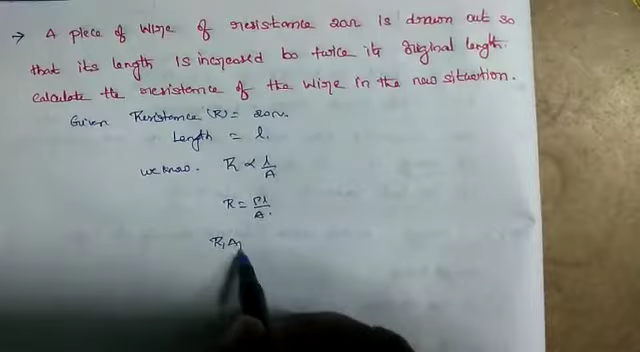 → A piece of wire of resistance 20Ω is drawn out so
that its length is increased to twice its original length.
calculate the resistance of the wire in the new situation.
Given Resistance (R) = 20Ω.
Length = l.
we know. R ∝ l/A
R = ρl/A.
R₁A₁